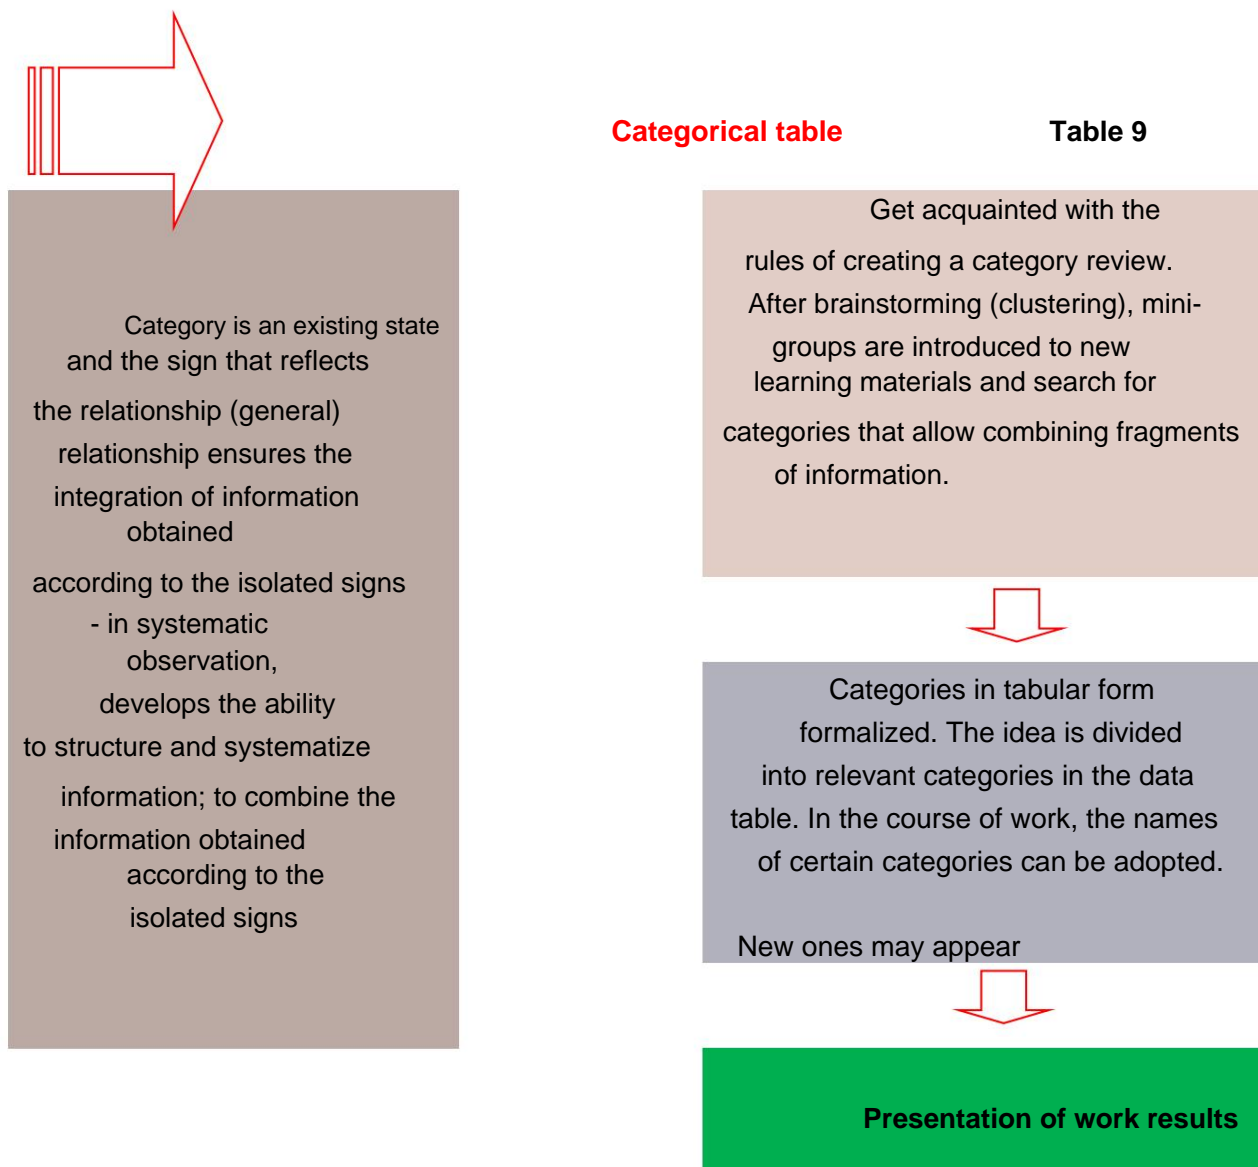 Categorical table
Table 9
Category is an existing state
and the sign that reflects
the relationship (general)
relationship ensures the
integration of information
obtained
according to the isolated signs
- in systematic
observation,
develops the ability
to structure and systematize
information; to combine the
information obtained
according to the
isolated signs
Get acquainted with the
rules of creating a category review.
After brainstorming (clustering), mini-
groups are introduced to new
learning materials and search for
categories that allow combining fragments
of information.
Categories in tabular form
formalized. The idea is divided
into relevant categories in the data
table. In the course of work, the names
of certain categories can be adopted.
New ones may appear
Presentation of work results